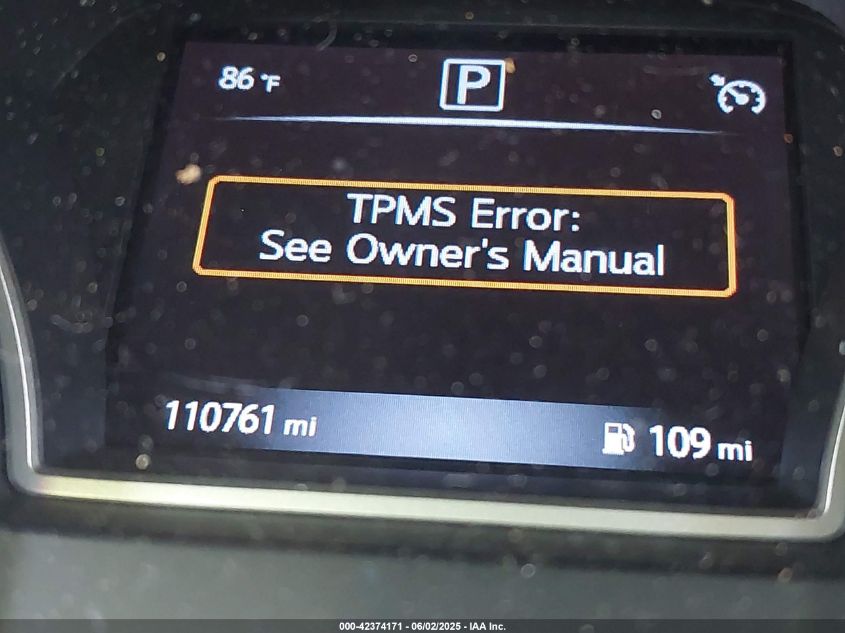 86 °F
P
TPMS Error:
See Owner's Manual
110761 mi
109 mi
000-42374171 - 06/02/2025 - IAA Inc.